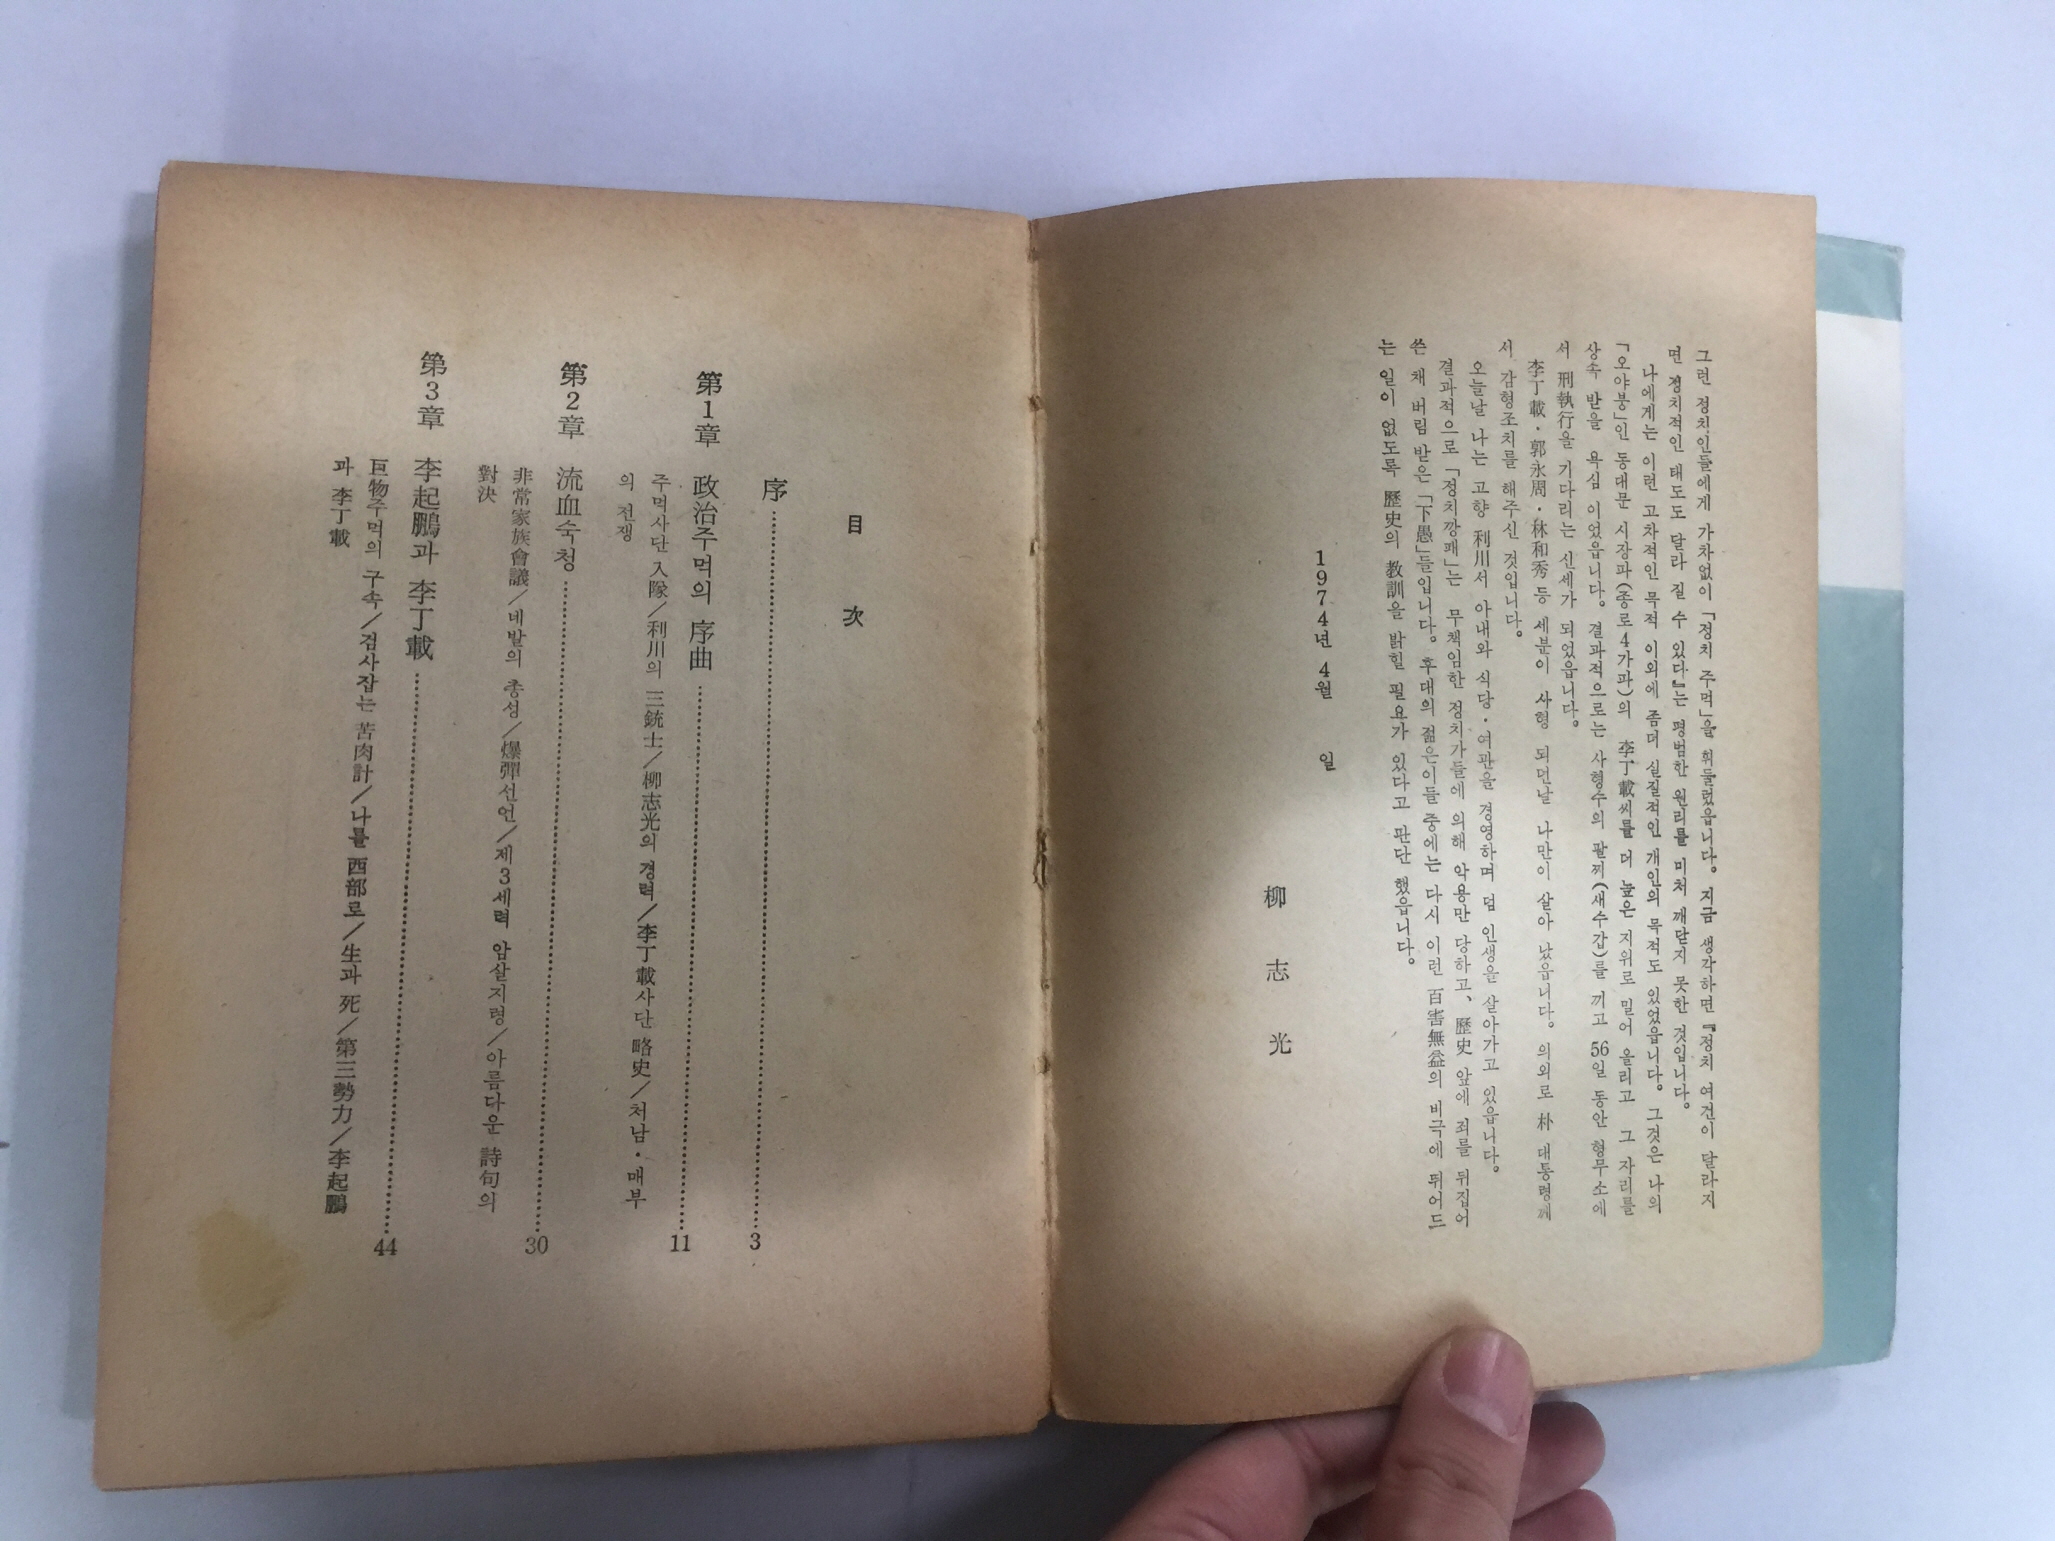 그런 정치인들에게 가차없이 「정치 주먹」을 휘둘렀읍니다. 지금 생각하면 『정치 여건이 달라지
면 정치적인 태도도 달라 질 수 있다』는 평범한 원리를 미처 깨닫지 못한 것입니다.
나에게는 이런 고차적인 목적 이외에 좀더 실질적인 개인의 목적도 있었읍니다. 그것은 나의
「오야붕」인 동대문 시장파(종로4가파)의 李丁載씨를 더 높은 지위로 밀어 올리고 그 자리를
상속 받을 욕심 이었읍니다. 결과적으로는 사형수의 팔찌(새수갑)를 끼고 56일 동안 형무소에
서 刑執行을 기다리는 신세가 되었읍니다.
李丁載·郭永周·林和秀 등 세분이 사형 되던날 나만이 살아 났읍니다. 의외로 朴 대통령께
서 감형조치를 해주신 것입니다.
오늘날 나는 고향 利川서 아내와 식당·여관을 경영하며 덤 인생을 살아가고 있읍니다.
결과적으로 「정치깡패」는 무책임한 정치가들에 의해 악용만 당하고, 歷史 앞에 죄를 뒤집어
쓴 채 버림 받은 「下愚」들입니다. 후대의 젊은이들 중에는 다시 이런 百害無益의 비극에 뛰어드
는 일이 없도록 歷史의 敎訓을 밝힐 필요가 있다고 판단 했읍니다.
1974년 4월 일
柳志光
目次
序 3
第1章 政治주먹의 序曲 11
주먹사단 入隊/利川의 三銃士/柳志光의 경력/李丁載사단 略史/처남·매부
의 전쟁
第2章 流血숙청 30
非常家族會議/네발의 총성/爆彈선언/제3세력 암살지령/아름다운 詩句의
對決
第3章 李起鵬과 李丁載 44
巨物주먹의 구속/검사잡는 苦肉計/나를 西部로/生과 死/第三勢力/李起鵬
과 李丁載